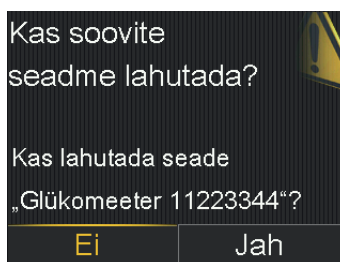 Kas soovite
seadme lahutada?
Kas lahutada seade
„Glükomeeter 11223344“?
Ei
Jah